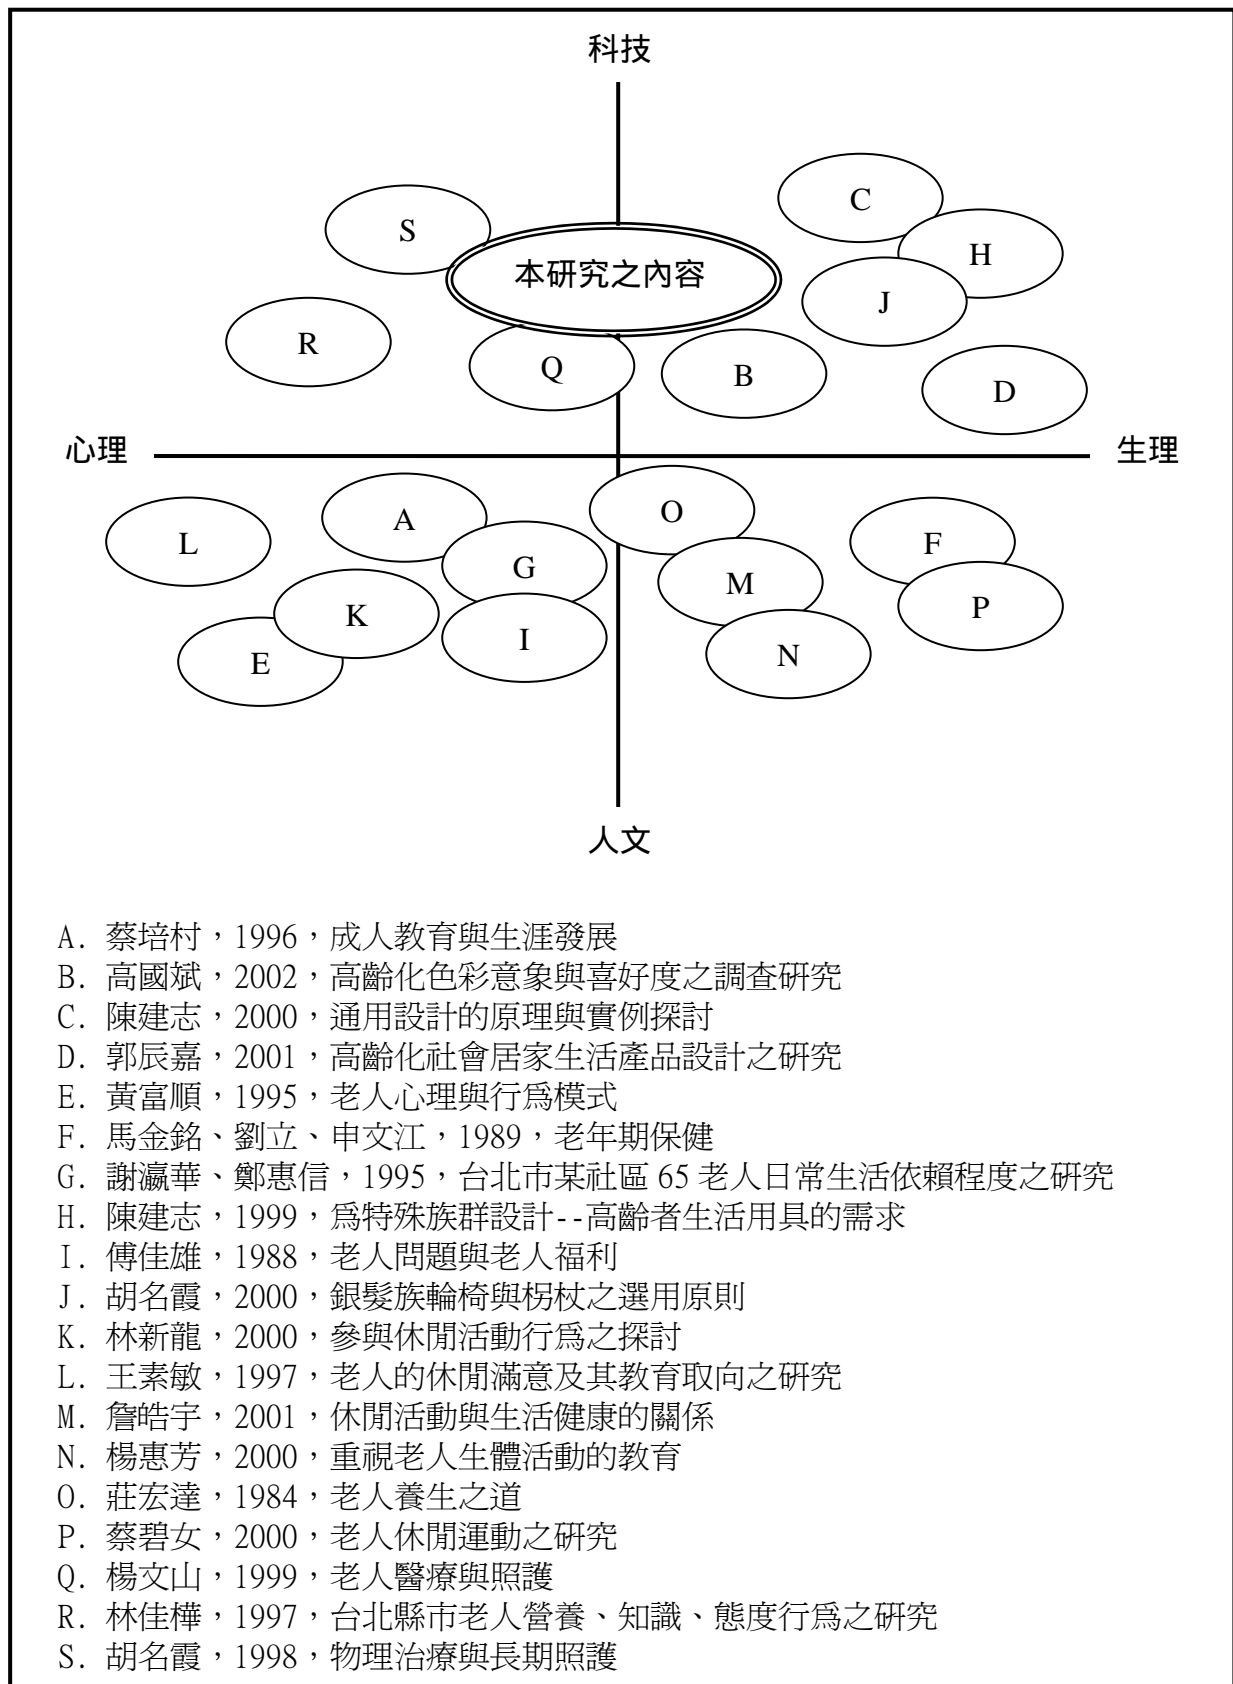 科技
C
S
H
本研究之內容
J
R
Q
B
D
心理
生理
O
A
L
F
G
M
P
K
I
N
E
人文
A. 蔡培村，1996，成人教育與生涯發展
B. 高國斌，2002，高齡化色彩意象與喜好度之調查研究
C. 陳建志，2000，通用設計的原理與實例探討
D. 郭辰嘉，2001，高齡化社會居家生活產品設計之研究
E. 黃富順，1995，老人心理與行為模式
F. 馬金銘、劉立、申文江，1989，老年期保健
G. 謝瀛華、鄭惠信，1995，台北市某社區 65 老人日常生活依賴程度之研究
H. 陳建志，1999，為特殊族群設計--高齡者生活用具的需求
I. 傅佳雄，1988，老人問題與老人福利
J. 胡名霞，2000，銀髮族輪椅與柺杖之選用原則
K. 林新龍，2000，參與休閒活動行為之探討
L. 王素敏，1997，老人的休閒滿意及其教育取向之研究
M. 詹皓宇，2001，休閒活動與生活健康的關係
N. 楊惠芳，2000，重視老人生體活動的教育
O. 莊宏達，1984，老人養生之道
P. 蔡碧女，2000，老人休閒運動之研究
Q. 楊文山，1999，老人醫療與照護
R. 林佳樺，1997，台北縣市老人營養、知識、態度行為之研究
S. 胡名霞，1998，物理治療與長期照護